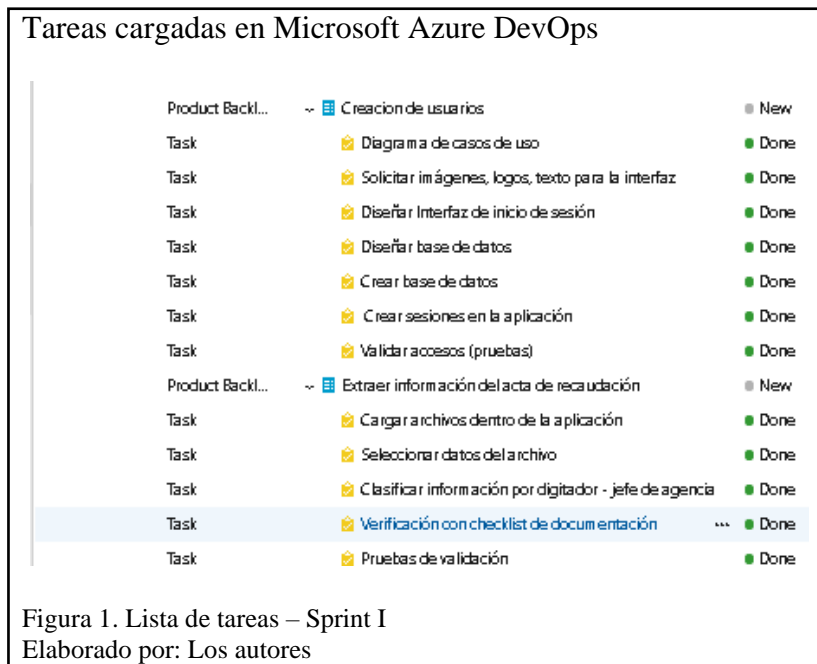 Tareas cargadas en Microsoft Azure DevOps
Product Backl... Creacion de usuarios New
Task Diagrama de casos de uso Done
Task Solicitar imágenes, logos, texto para la interfaz Done
Task Diseñar Interfaz de inicio de sesión Done
Task Diseñar base de datos Done
Task Crear base de datos Done
Task Crear sesiones en la aplicación Done
Task Validar accesos (pruebas) Done
Product Backl... Extraer información del acta de recaudación New
Task Cargar archivos dentro de la aplicación Done
Task Seleccionar datos del archivo Done
Task Clasificar información por digitador - jefe de agencia Done
Task Verificación con checklist de documentación ... Done
Task Pruebas de validación Done
Figura 1. Lista de tareas – Sprint I
Elaborado por: Los autores